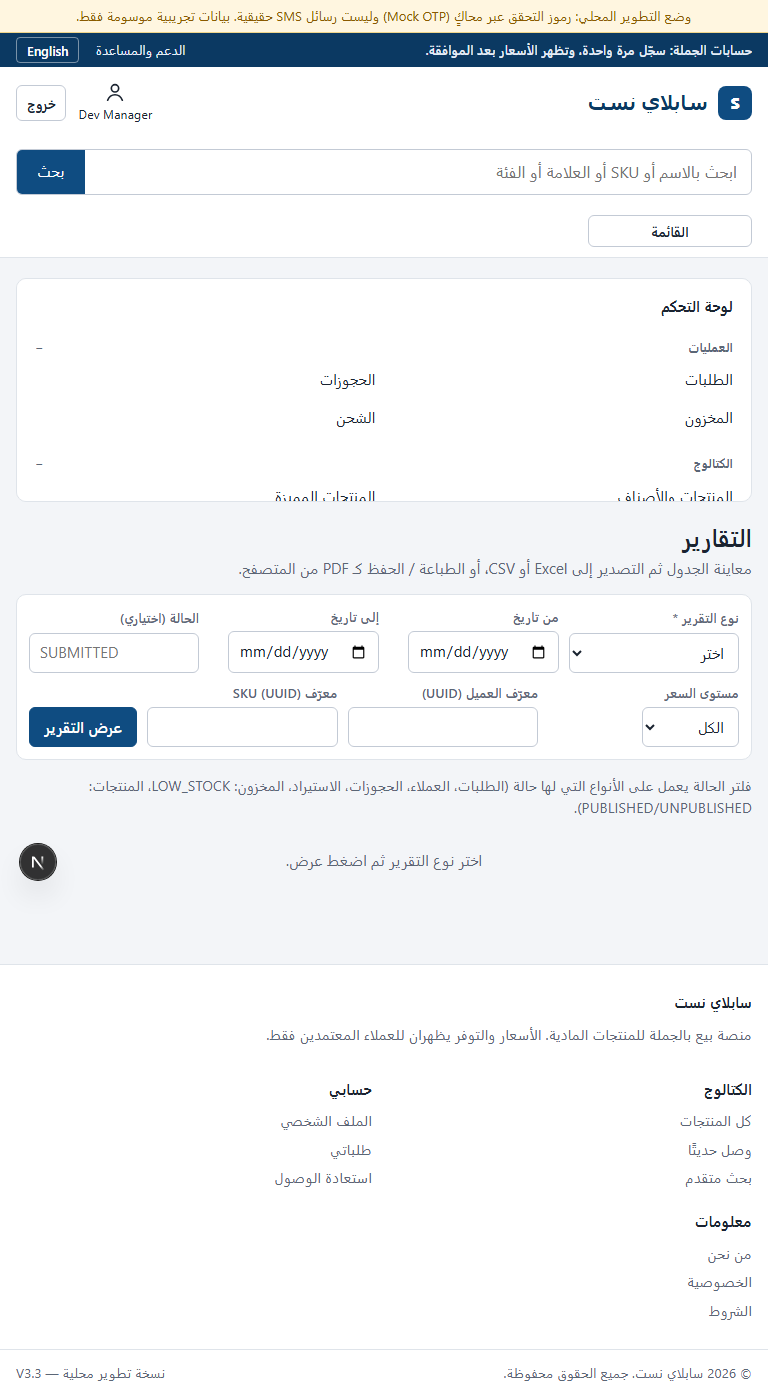 وضع التطوير المحلي: رموز التحقق عبر محاكٍ (Mock OTP) وليست رسائل SMS حقيقية. بيانات تجريبية موسومة فقط.
حسابات الجملة: سجّل مرة واحدة، وتظهر الأسعار بعد الموافقة.
الدعم والمساعدة
English
S
سابلاي نست
Dev Manager
خروج
ابحث بالاسم أو SKU أو العلامة أو الفئة
بحث
القائمة
لوحة التحكم
العمليات –
الطلبات الحجوزات
المخزون الشحن
الكتالوج –
المنتجات والأصناف المنتجات المميزة
التقارير
معاينة الجدول ثم التصدير إلى Excel أو CSV، أو الطباعة / الحفظ كـ PDF من المتصفح.
نوع التقرير * من تاريخ إلى تاريخ الحالة (اختياري)
اختر mm/dd/yyyy mm/dd/yyyy SUBMITTED
مستوى السعر معرّف العميل (UUID) معرّف SKU (UUID)
الكل عرض التقرير
فلتر الحالة يعمل على الأنواع التي لها حالة (الطلبات، العملاء، الحجوزات، الاستيراد، المخزون: LOW_STOCK، المنتجات:
PUBLISHED/UNPUBLISHED).
اختر نوع التقرير ثم اضغط عرض.
N
سابلاي نست
منصة بيع بالجملة للمنتجات المادية. الأسعار والتوفر يظهران للعملاء المعتمدين فقط.
الكتالوج حسابي
كل المنتجات الملف الشخصي
وصل حديثًا طلباتي
بحث متقدم استعادة الوصول
معلومات
من نحن
الخصوصية
الشروط
© 2026 سابلاي نست. جميع الحقوق محفوظة.
نسخة تطوير محلية — V3.3